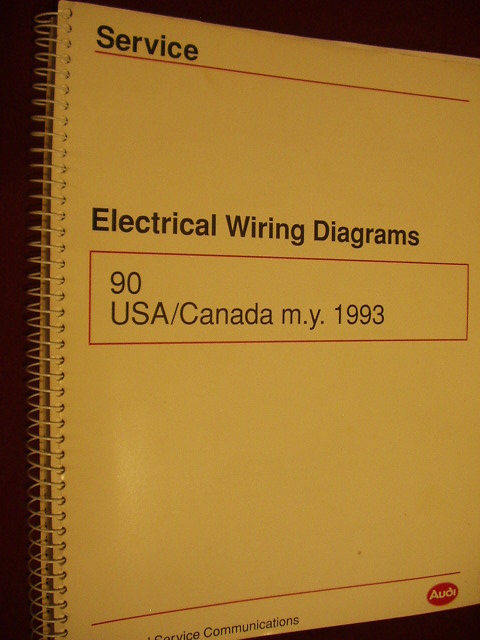 Service
Electrical Wiring Diagrams
90
USA/Canada m.y. 1993
Audi
Service Communications